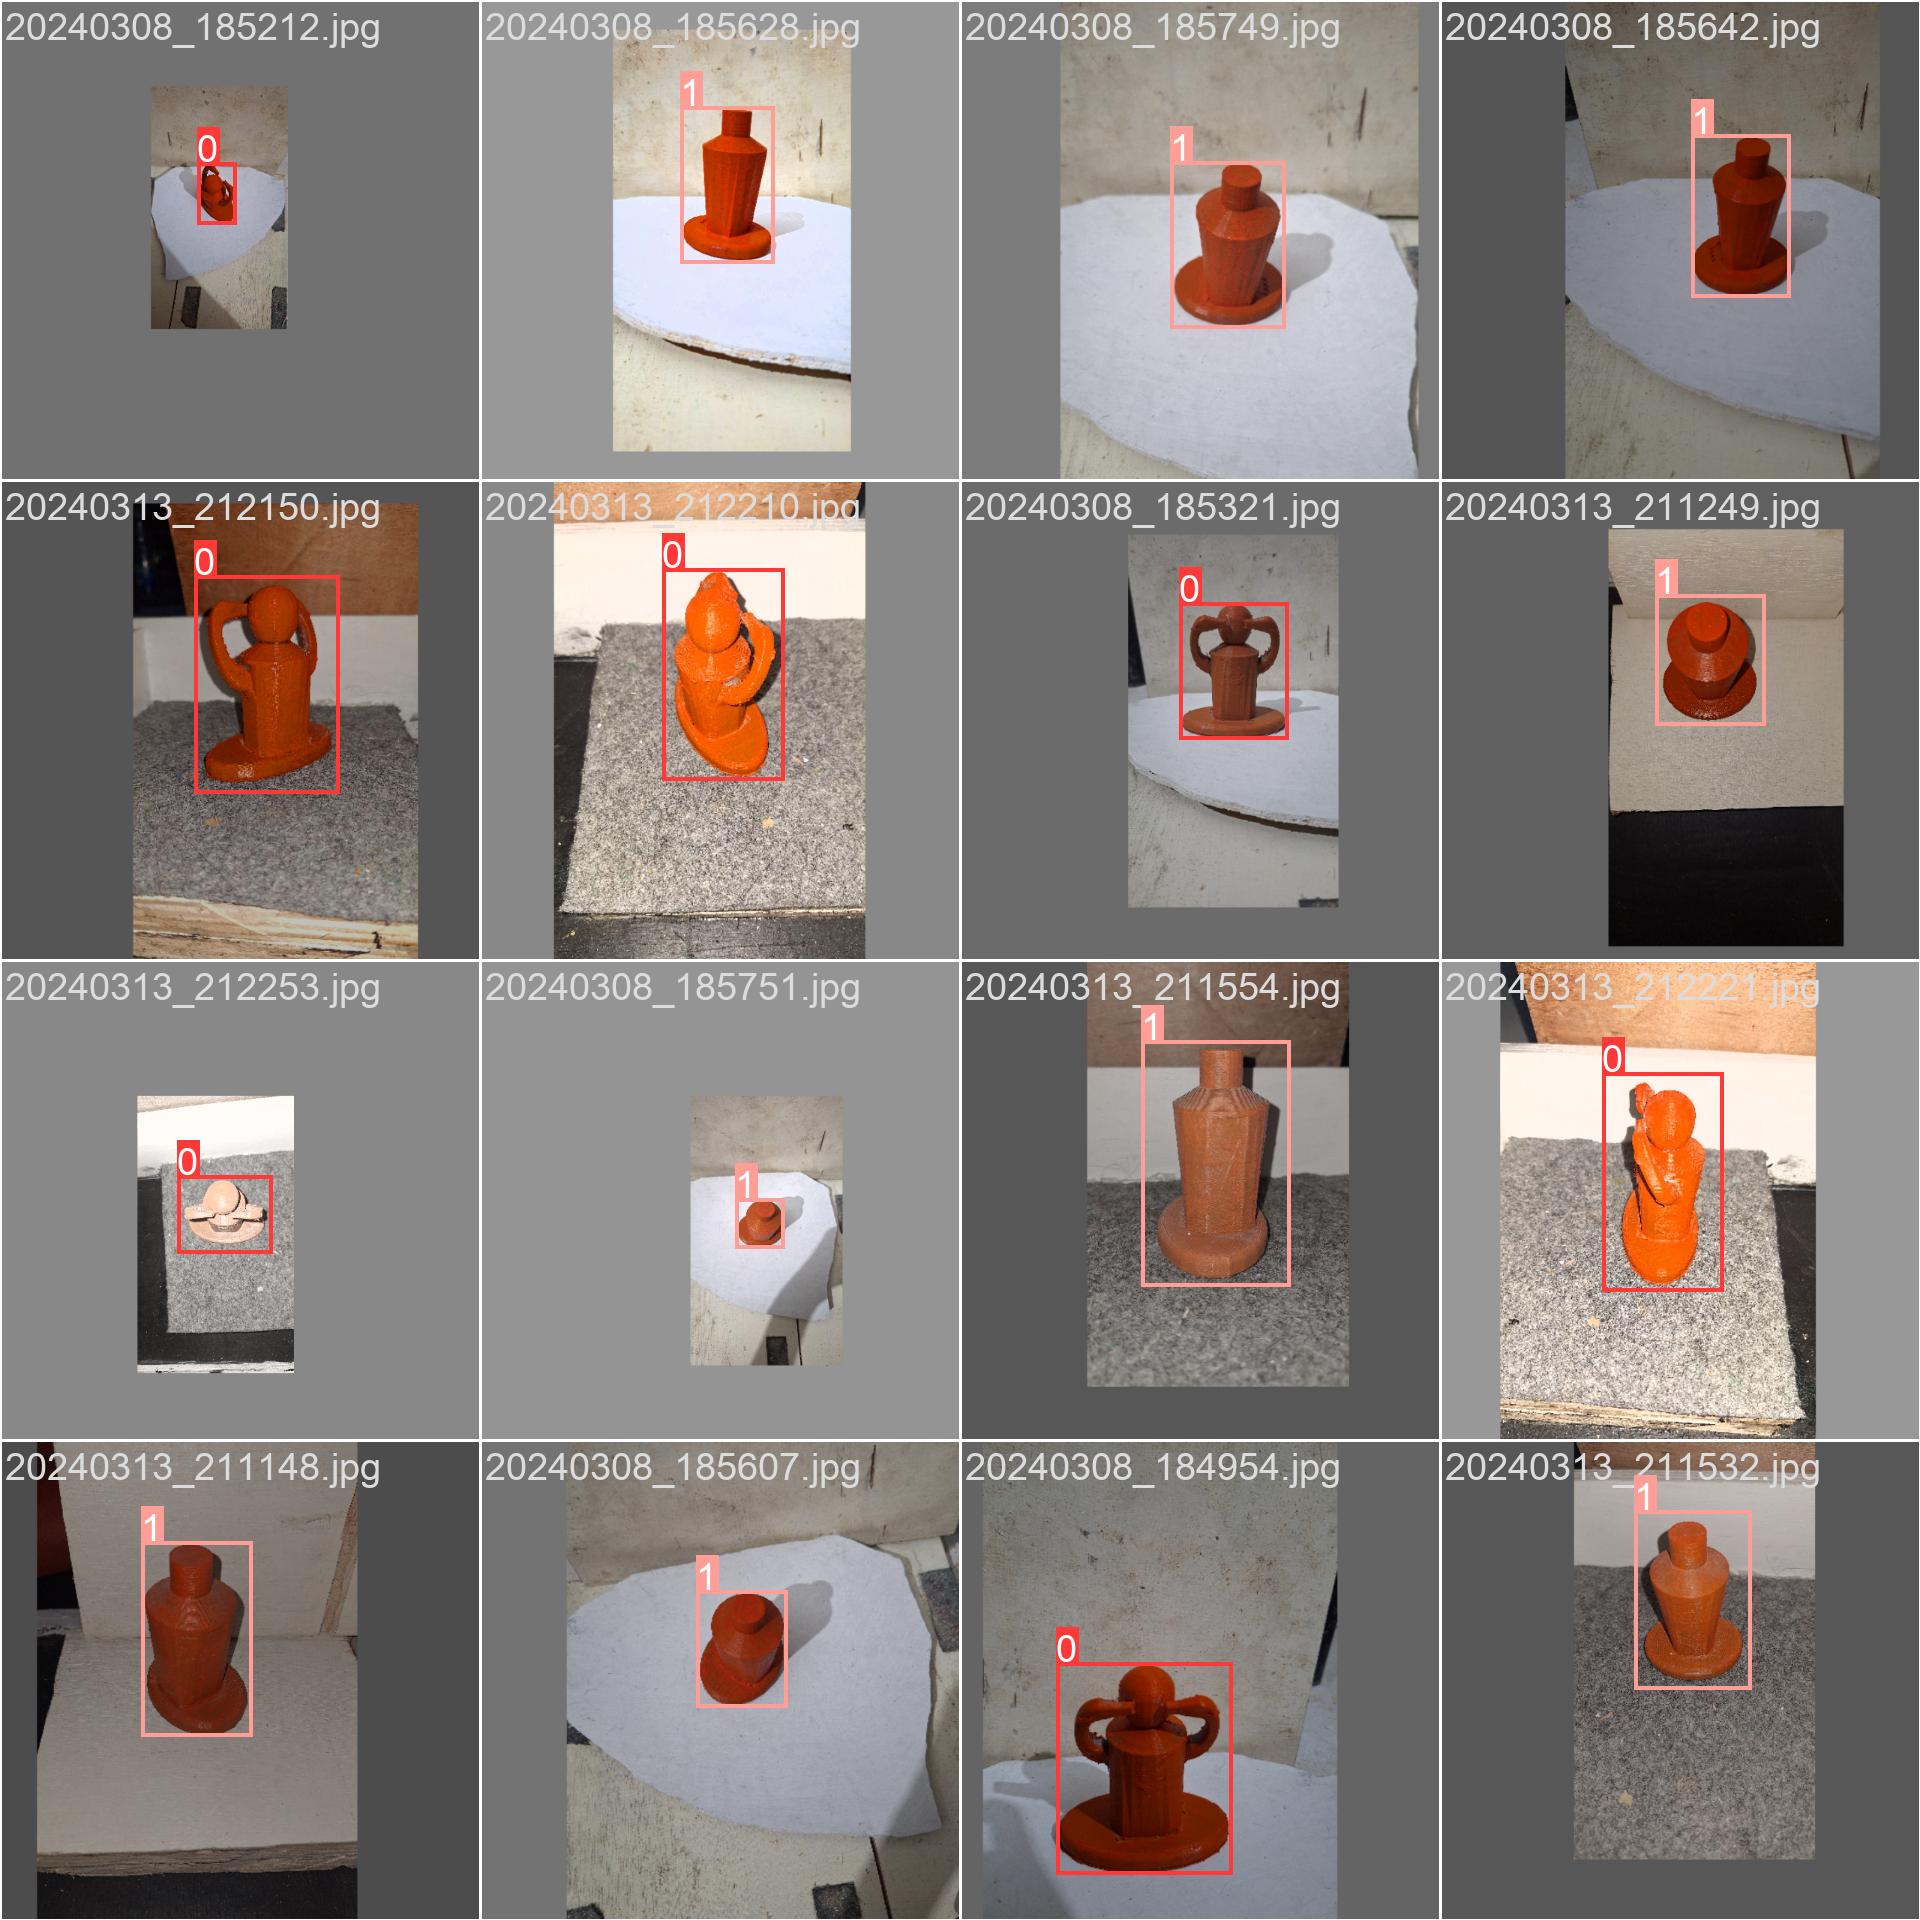 20240308_185212.jpg
0
20240308_185628.jpg
1
20240308_185749.jpg
1
20240308_185642.jpg
1
20240313_212150.jpg
0
20240313_212210.jpg
0
20240308_185321.jpg
0
20240313_211249.jpg
1
20240313_212253.jpg
0
20240308_185751.jpg
1
20240313_211554.jpg
1
20240313_212221.jpg
0
20240313_211148.jpg
1
20240308_185607.jpg
1
20240308_184954.jpg
0
20240313_211532.jpg
1